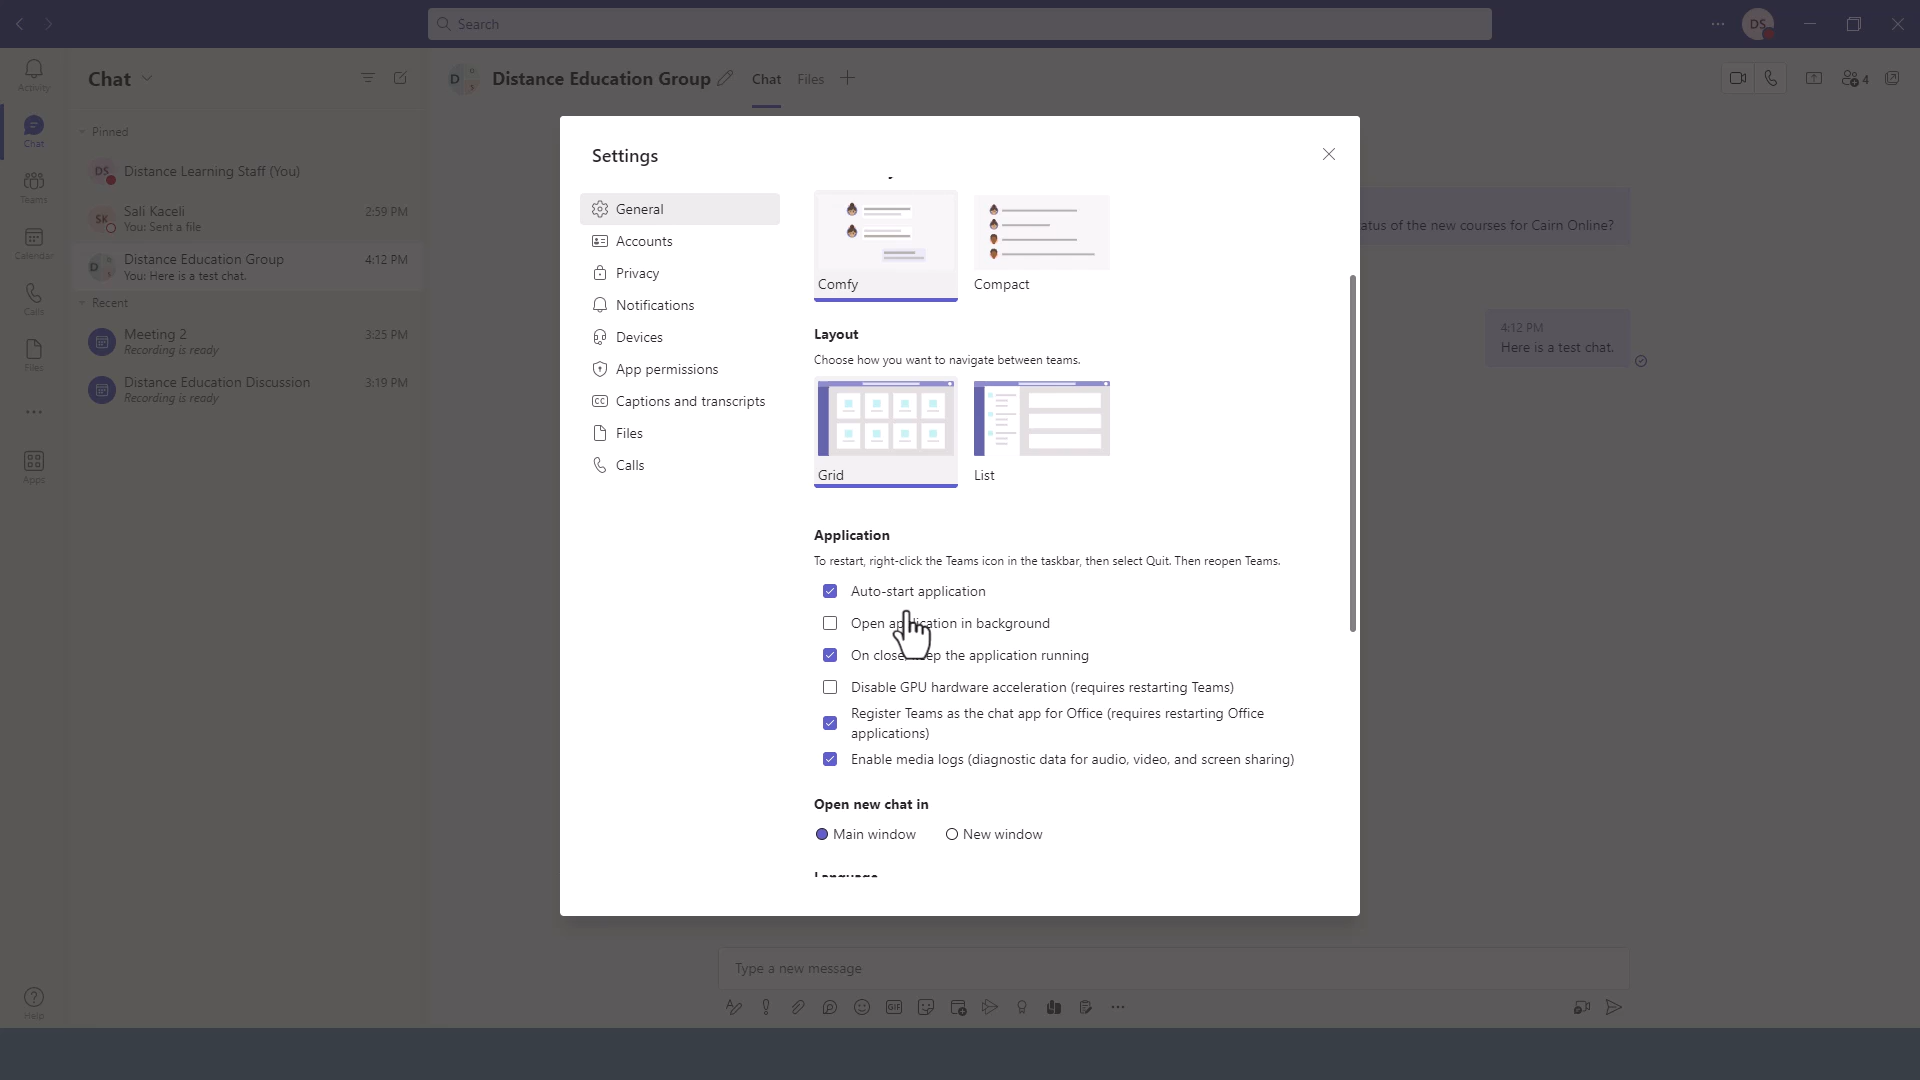 Search
DS
Activity
Chat
Teams
Calendar
Calls
Files
Apps
Help
Chat
Pinned
DS Distance Learning Staff (You)
SK Sali Kaceli 2:59 PM
You: Sent a file
D Distance Education Group 4:12 PM
You: Here is a test chat.
Recent
Meeting 2 3:25 PM
Recording is ready
Distance Education Discussion 3:19 PM
Recording is ready
D Distance Education Group Chat Files
4
atus of the new courses for Cairn Online?
4:12 PM
Here is a test chat.
Settings
General
Accounts
Privacy
Notifications
Devices
App permissions
CC Captions and transcripts
Files
Calls
Comfy Compact
Layout
Choose how you want to navigate between teams.
Grid List
Application
To restart, right-click the Teams icon in the taskbar, then select Quit. Then reopen Teams.
Auto-start application
Open application in background
On close, keep the application running
Disable GPU hardware acceleration (requires restarting Teams)
Register Teams as the chat app for Office (requires restarting Office
applications)
Enable media logs (diagnostic data for audio, video, and screen sharing)
Open new chat in
Main window New window
Language
Type a new message
GIF